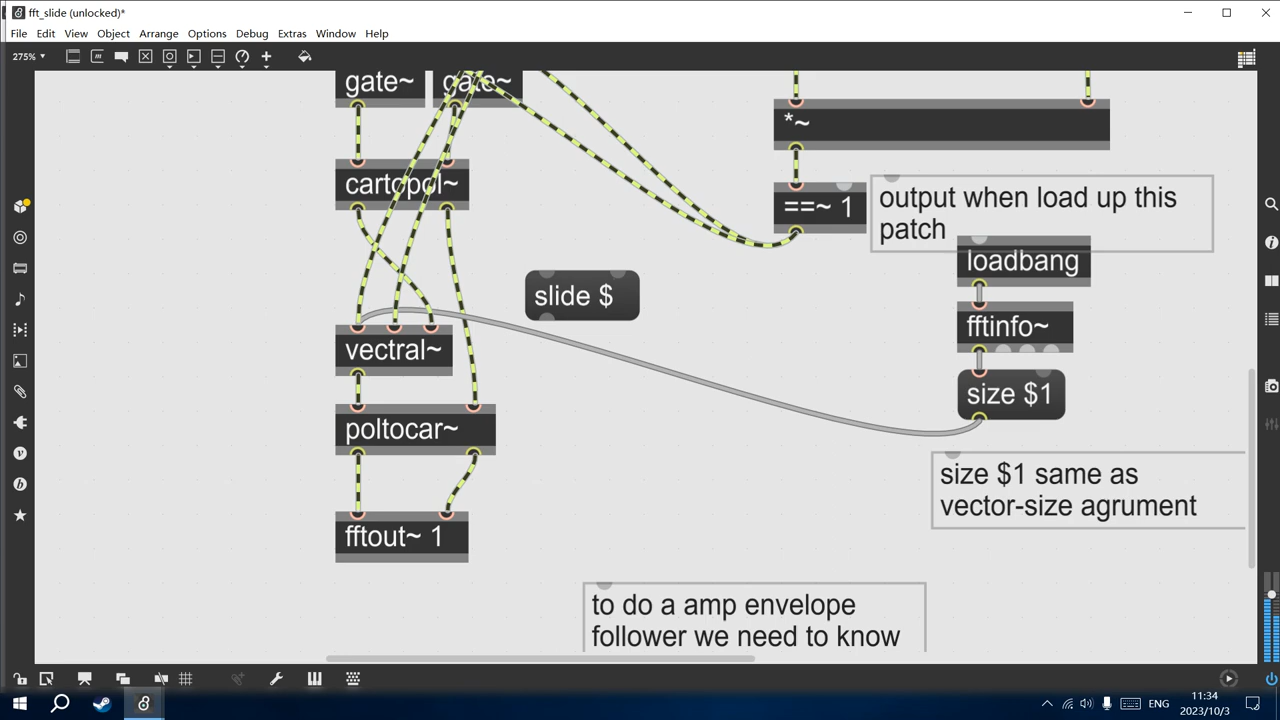 fft_slide (unlocked)*
File Edit View Object Arrange Options Debug Extras Window Help
275%
gate~ gate~
*~
cartopol~
==~ 1
output when load up this
patch
loadbang
slide $
fftinfo~
vectral~
size $1
poltocar~
size $1 same as
vector-size agrument
fftout~ 1
to do a amp envelope
follower we need to know
ENG
11:34
2023/10/3